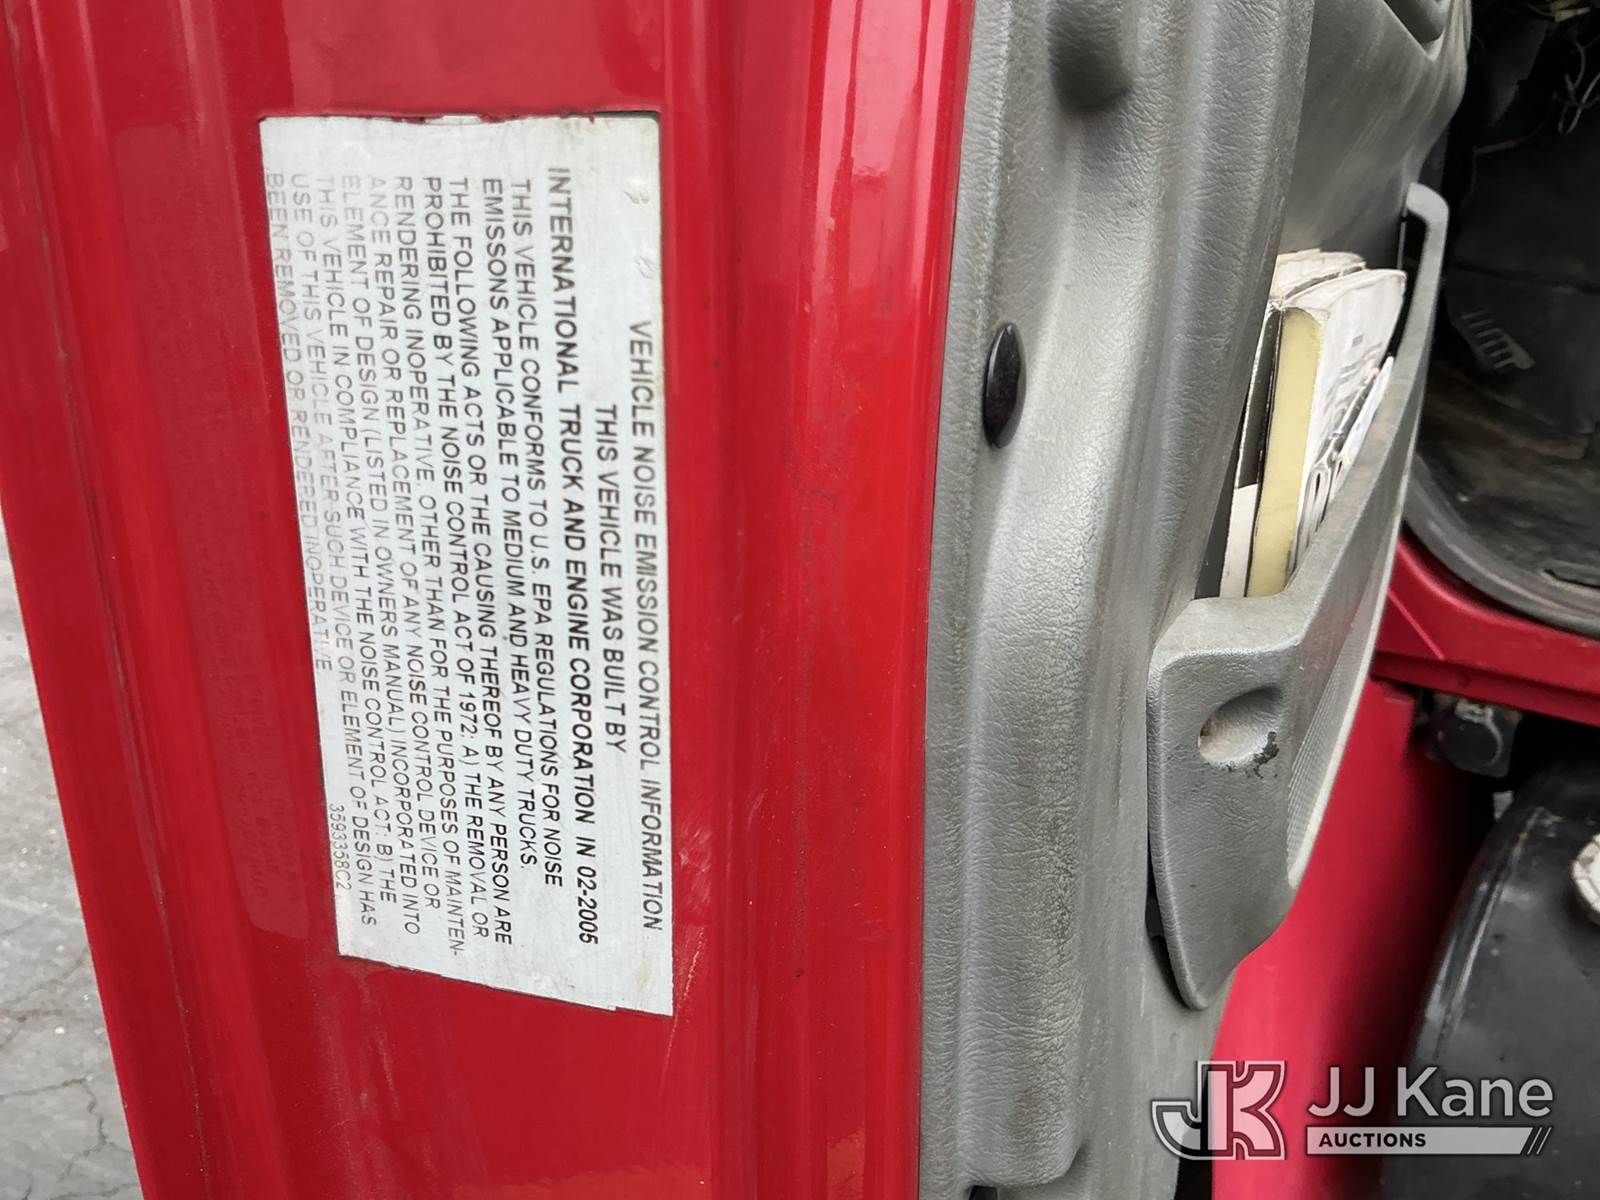 VEHICLE NOISE EMISSION CONTROL INFORMATION
THIS VEHICLE WAS BUILT BY
INTERNATIONAL TRUCK AND ENGINE CORPORATION IN 02-2005
THIS VEHICLE CONFORMS TO U.S. EPA REGULATIONS FOR NOISE
EMISSONS APPLICABLE TO MEDIUM AND HEAVY DUTY TRUCKS.
THE FOLLOWING ACTS OR THE CAUSING THEREOF BY ANY PERSON ARE
PROHIBITED BY THE NOISE CONTROL ACT OF 1972: A) THE REMOVAL OR
RENDERING INOPERATIVE, OTHER THAN FOR THE PURPOSES OF MAINTEN-
ANCE REPAIR OR REPLACEMENT OF ANY NOISE CONTROL DEVICE OR
ELEMENT OF DESIGN (LISTED IN OWNERS MANUAL) INCORPORATED INTO
THIS VEHICLE IN COMPLIANCE WITH THE NOISE CONTROL ACT: B) THE
USE OF THIS VEHICLE AFTER SUCH DEVICE OR ELEMENT OF DESIGN HAS
BEEN REMOVED OR RENDERED INOPERATIVE
3593358C2
JK
JJ Kane
AUCTIONS